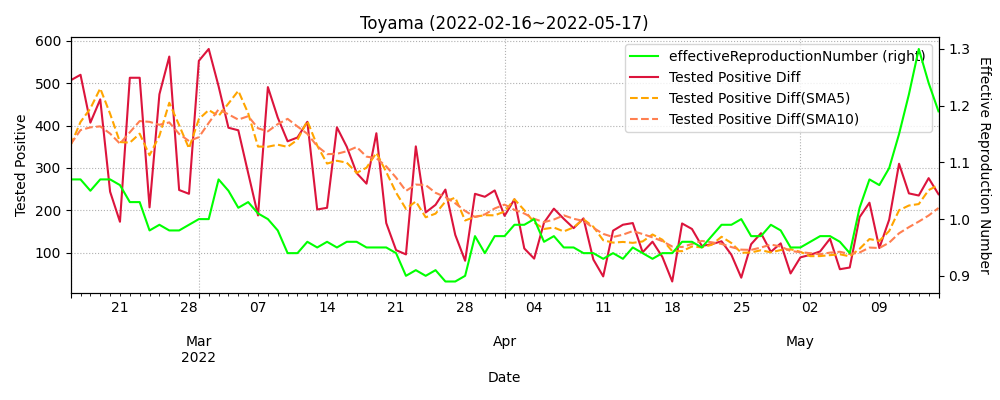 Toyama (2022-02-16~2022-05-17)
effectiveReproductionNumber (right)
Tested Positive Diff
Tested Positive Diff(SMA5)
Tested Positive Diff(SMA10)
Tested Positive
600
500
400
300
200
100
1.3
1.2
1.1
1.0
0.9
Effective Reproduction Number
21 28 07 14 21 28 04 11 18 25 02 09
Mar Apr May
2022
Date